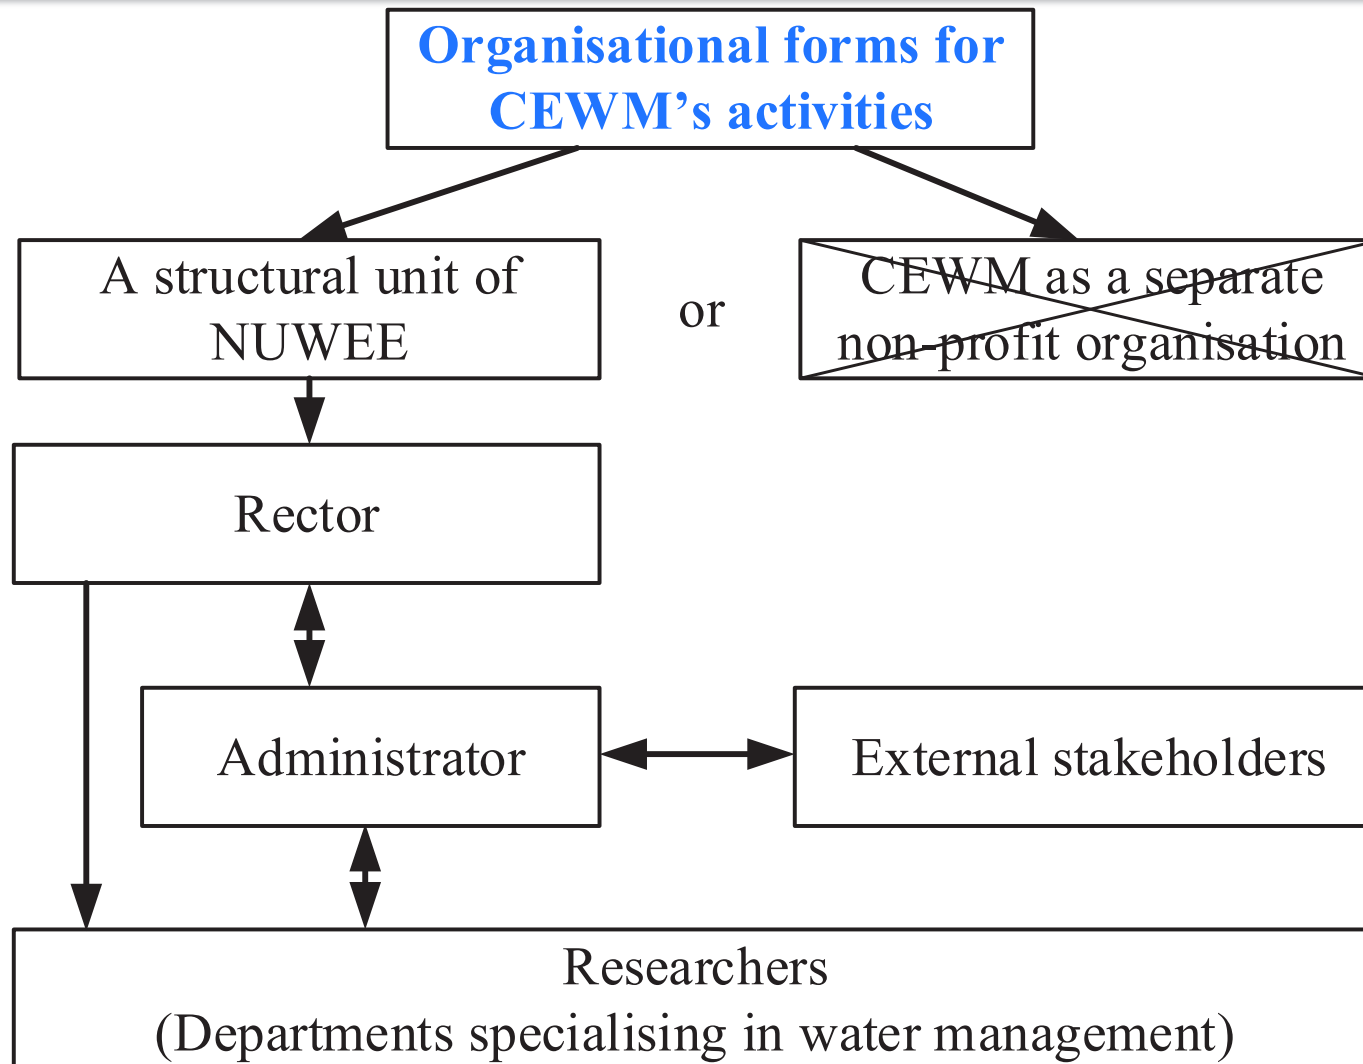 Organisational forms for
CEWM’s activities
A structural unit of
NUWEE
or
CEWM as a separate
non-profit organisation
Rector
Administrator
External stakeholders
Researchers
(Departments specialising in water management)